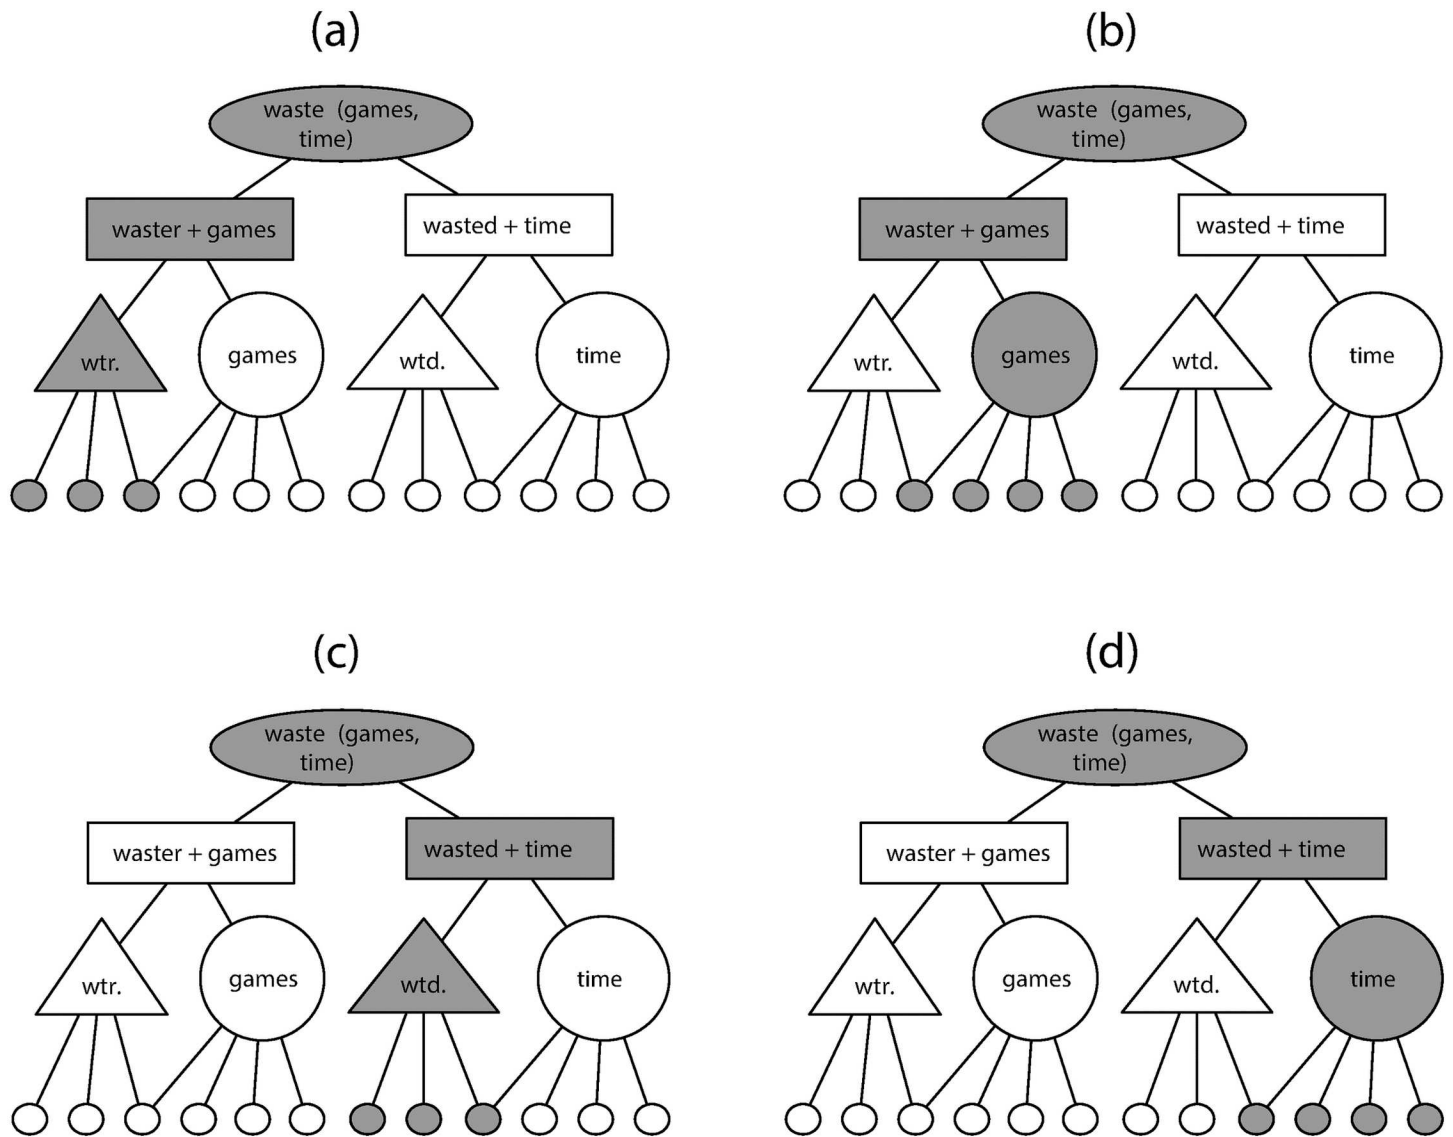 (a)
waste (games,
time)
waster + games
wasted + time
wtr.
games
wtd.
time
(b)
waste (games,
time)
waster + games
wasted + time
wtr.
games
wtd.
time
(c)
waste (games,
time)
waster + games
wasted + time
wtr.
games
wtd.
time
(d)
waste (games,
time)
waster + games
wasted + time
wtr.
games
wtd.
time